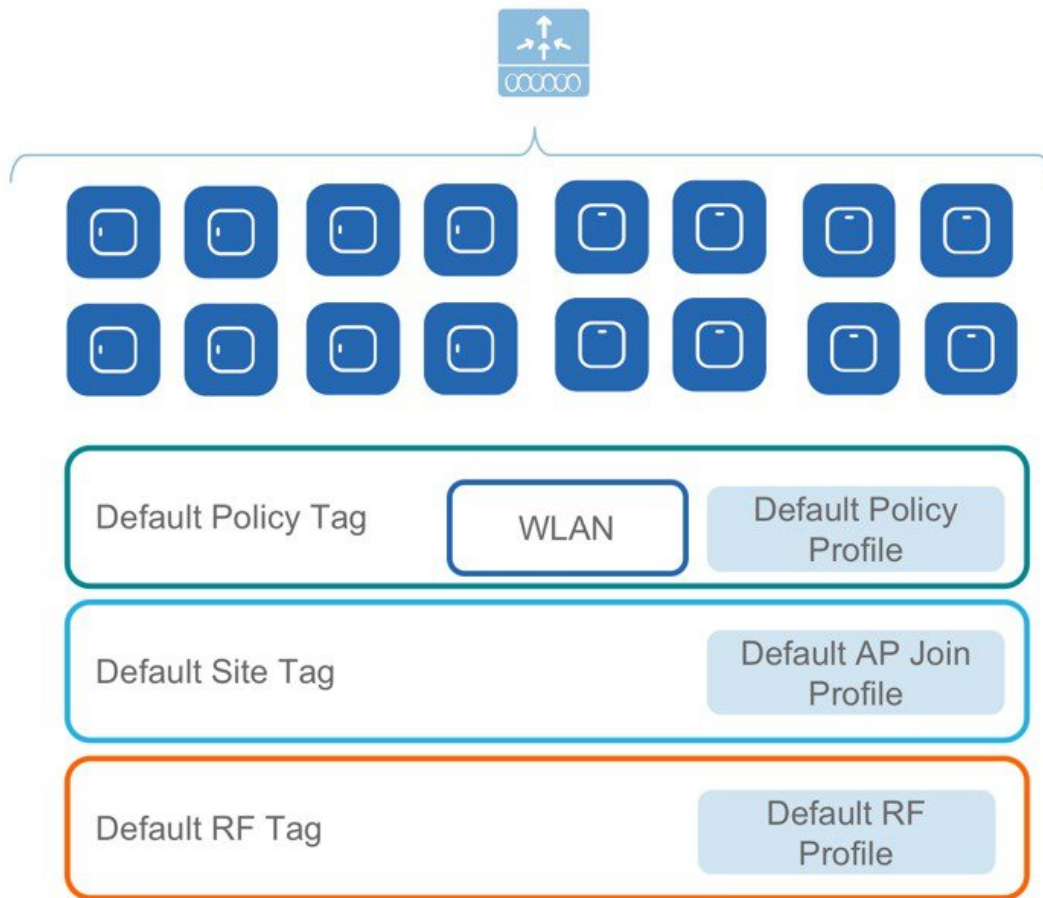 Default Policy Tag
WLAN
Default Policy
Profile
Default Site Tag
Default AP Join
Profile
Default RF Tag
Default RF
Profile